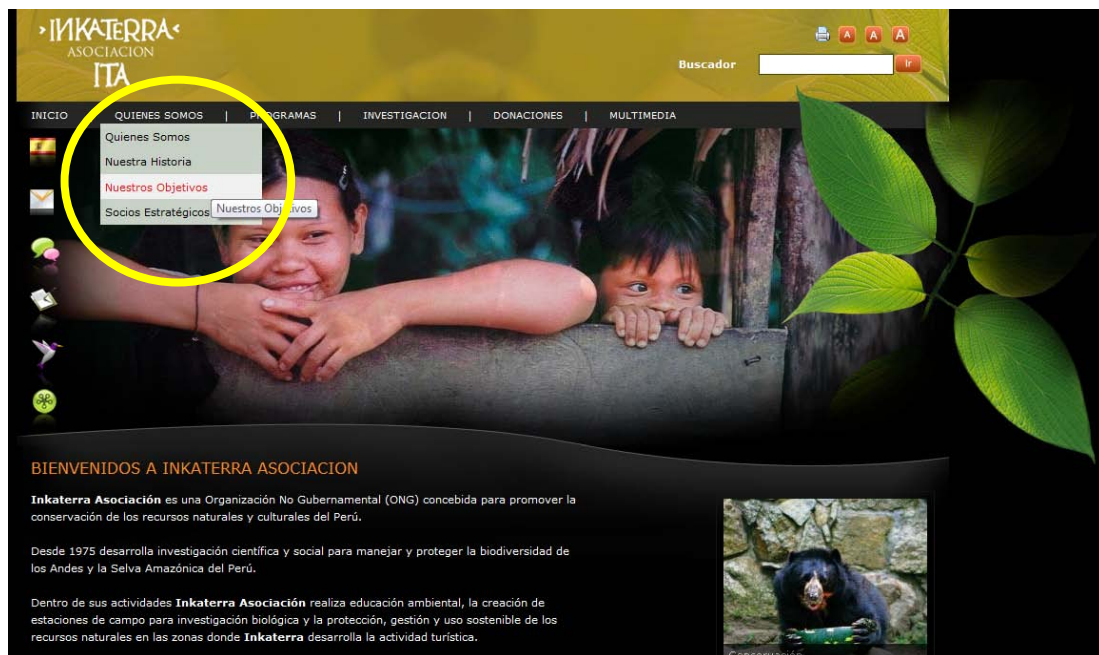 ›INKATERRA‹
ASOCIACION
ITA
A A A
Buscador
Ir
INICIO QUIENES SOMOS | PROGRAMAS | INVESTIGACION | DONACIONES | MULTIMEDIA
Quienes Somos
Nuestra Historia
Nuestros Objetivos
Socios Estratégicos
Nuestros Objetivos
BIENVENIDOS A INKATERRA ASOCIACION
Inkaterra Asociación es una Organización No Gubernamental (ONG) concebida para promover la
conservación de los recursos naturales y culturales del Perú.
Desde 1975 desarrolla investigación científica y social para manejar y proteger la biodiversidad de
los Andes y la Selva Amazónica del Perú.
Dentro de sus actividades Inkaterra Asociación realiza educación ambiental, la creación de
estaciones de campo para investigación biológica y la protección, gestión y uso sostenible de los
recursos naturales en las zonas donde Inkaterra desarrolla la actividad turística.
Conservación